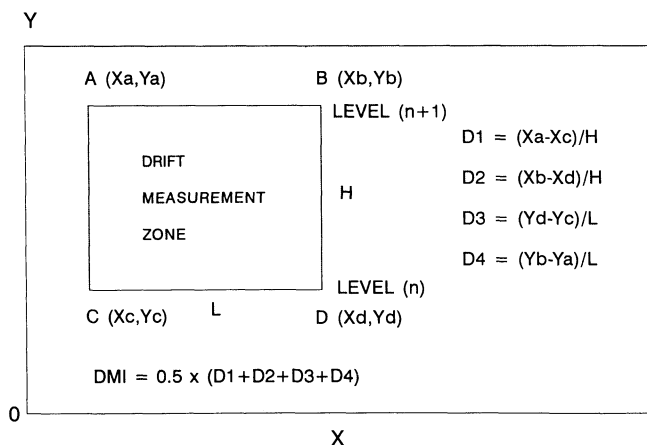 Y
A (Xa,Ya)
B (Xb,Yb)
LEVEL (n+1)
D1 = (Xa-Xc)/H
DRIFT
D2 = (Xb-Xd)/H
MEASUREMENT
H
D3 = (Yd-Yc)/L
ZONE
D4 = (Yb-Ya)/L
LEVEL (n)
C (Xc,Yc)
L
D (Xd,Yd)
DMI = 0.5 x (D1+D2+D3+D4)
0
X